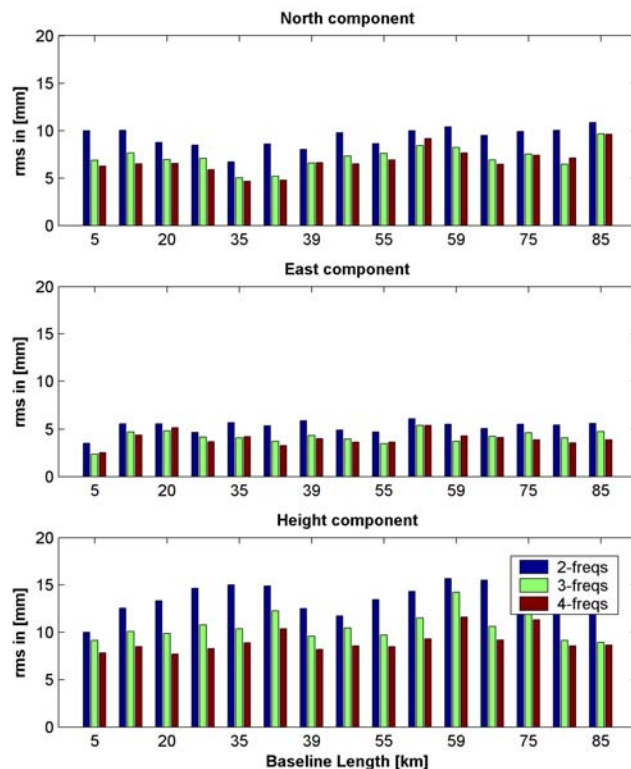 North component
20
15
10
5
0
rms in [mm]
5 20 35 39 55 59 75 85
East component
20
15
10
5
0
rms in [mm]
5 20 35 39 55 59 75 85
Height component
20
15
10
5
0
rms in [mm]
2-freqs
3-freqs
4-freqs
5 20 35 39 55 59 75 85
Baseline Length [km]